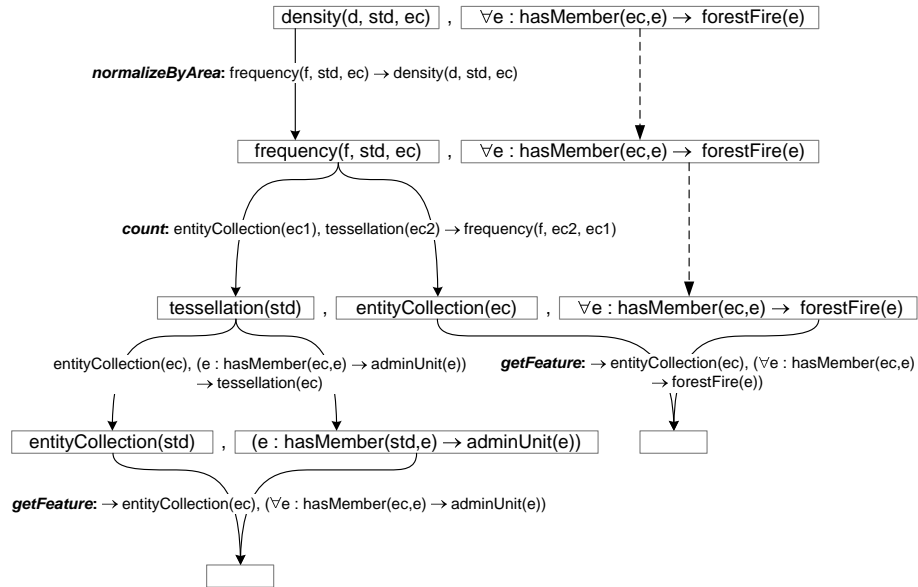 density(d, std, ec) , ∀e : hasMember(ec,e) → forestFire(e)
normalizeByArea: frequency(f, std, ec) → density(d, std, ec)
frequency(f, std, ec) , ∀e : hasMember(ec,e) → forestFire(e)
count: entityCollection(ec1), tessellation(ec2) → frequency(f, ec2, ec1)
tessellation(std) , entityCollection(ec) , ∀e : hasMember(ec,e) → forestFire(e)
entityCollection(ec), (e : hasMember(ec,e) → adminUnit(e))
→ tessellation(ec)
getFeature: → entityCollection(ec), (∀e : hasMember(ec,e)
→ forestFire(e))
entityCollection(std) , (e : hasMember(std,e) → adminUnit(e))
getFeature: → entityCollection(ec), (∀e : hasMember(ec,e) → adminUnit(e))